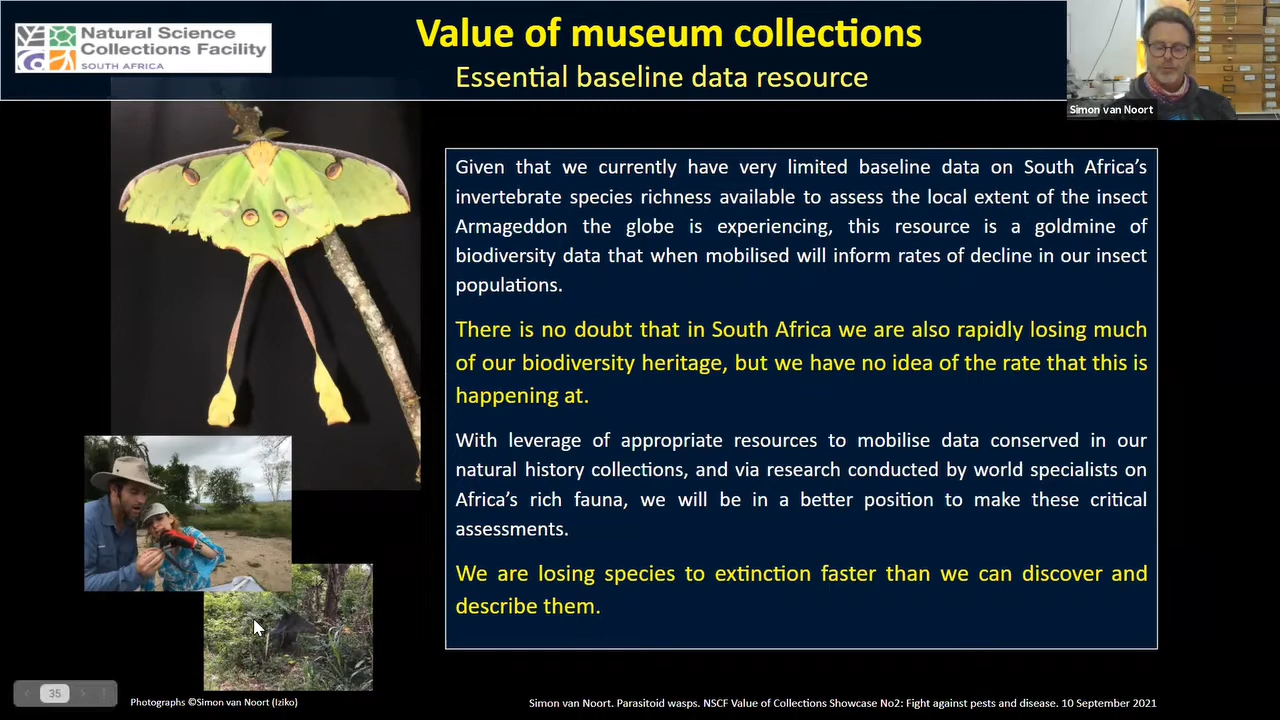 Natural Science
Collections Facility
SOUTH AFRICA
Value of museum collections
Essential baseline data resource
Simon van Noort
Given that we currently have very limited baseline data on South Africa's
invertebrate species richness available to assess the local extent of the insect
Armageddon the globe is experiencing, this resource is a goldmine of
biodiversity data that when mobilised will inform rates of decline in our insect
populations.
There is no doubt that in South Africa we are also rapidly losing much
of our biodiversity heritage, but we have no idea of the rate that this is
happening at.
With leverage of appropriate resources to mobilise data conserved in our
natural history collections, and via research conducted by world specialists on
Africa's rich fauna, we will be in a better position to make these critical
assessments.
We are losing species to extinction faster than we can discover and
describe them.
35
Photographs ©Simon van Noort (Iziko)
Simon van Noort. Parasitoid wasps. NSCF Value of Collections Showcase No2: Fight against pests and disease. 10 September 2021